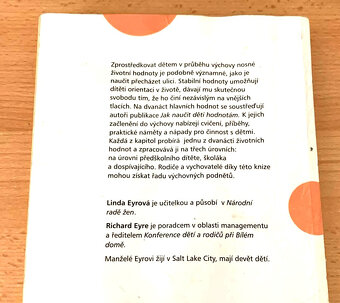 Zprostředkovat dětem v průběhu výchovy nosné
životní hodnoty je podobně významné, jako je
naučit přecházet ulici. Stabilní hodnoty umožňují
dítěti orientaci v životě, dávají mu skutečnou
svobodu tím, že ho činí nezávislým na vnějších
tlacích. Na dvanáct hlavních hodnot se soustřeďují
autoři publikace Jak naučit děti hodnotám. K jejich
začlenění do výchovy nabízejí cvičení, příběhy,
praktické náměty a nápady pro činnost s dětmi.
Každá z kapitol probírá jednu z dvanácti životních
hodnot a zpracovává ji na třech úrovních:
na úrovni předškolního dítěte, školáka
a dospívajícího. Rodiče a vychovatelé díky této knize
mohou získat řadu výchovných podnětů.
Linda Eyrová je učitelkou a působí v Národní
radě žen.
Richard Eyre je poradcem v oblasti managementu
a ředitelem Konference dětí a rodičů při Bílém
domě.
Manželé Eyrovi žijí v Salt Lake City, mají devět dětí.